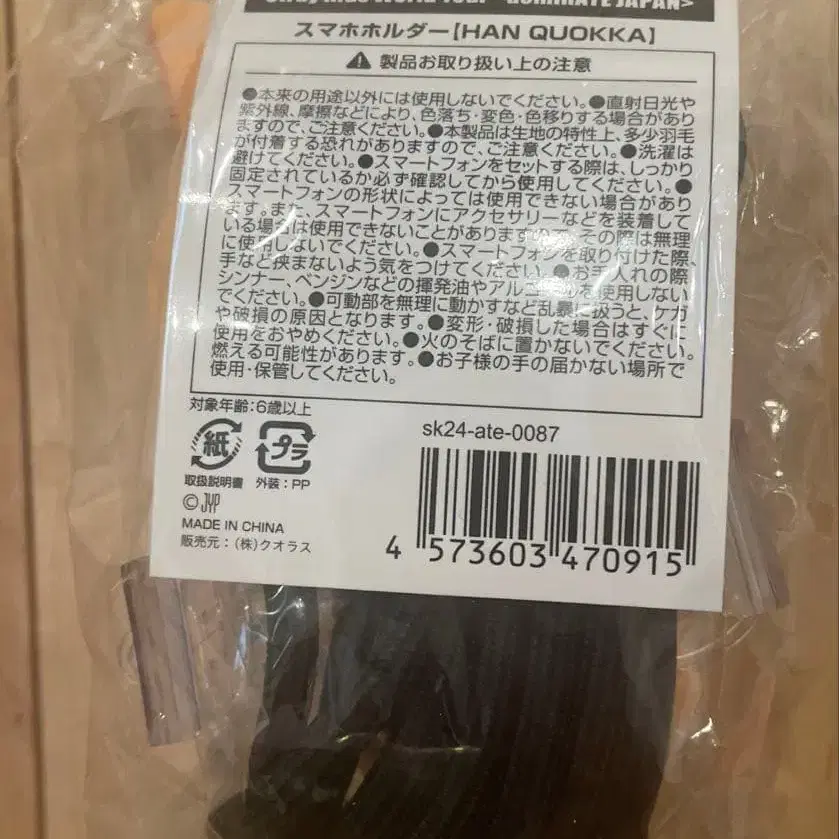 Stray Kids World Tour <dominATE JAPAN>
スマホホルダー【HAN QUOKKA】
⚠ 製品お取り扱い上の注意
●本来の用途以外には使用しないでください。●直射日光や
紫外線、摩擦などにより、色落ち・変色・色移りする場合があり
ますので、ご注意ください。●本製品は生地の特性上、多少羽毛
が付着する恐れがありますので、ご注意ください。●洗濯は
避けてください。●スマートフォンをセットする際は、しっかり
固定されているか必ず確認してから使用してください。●
スマートフォンの形状によっては使用できない場合があり
ます。また、スマートフォンにアクセサリーなどを装着して
いる場合は使用できないことがありますので、その際は無理
に使用しないでください。●スマートフォンを取り付けた際、
手など挟まないよう気をつけてください。●お手入れの際
シンナー、ベンジンなどの揮発油やアルコールを使用しない
でください。●可動部を無理に動かすなど乱暴に扱うと、ケガ
や破損の原因となります。●変形・破損した場合はすぐに
使用をおやめください。●火のそばに置かないでください。
燃える可能性があります。●お子様の手の届かない場所で
使用・保管してください。
対象年齢:6歳以上
紙 プラ
取扱説明書 外装:PP
©JYP
MADE IN CHINA
販売元:(株)クオラス
sk24-ate-0087
4 573603 470915